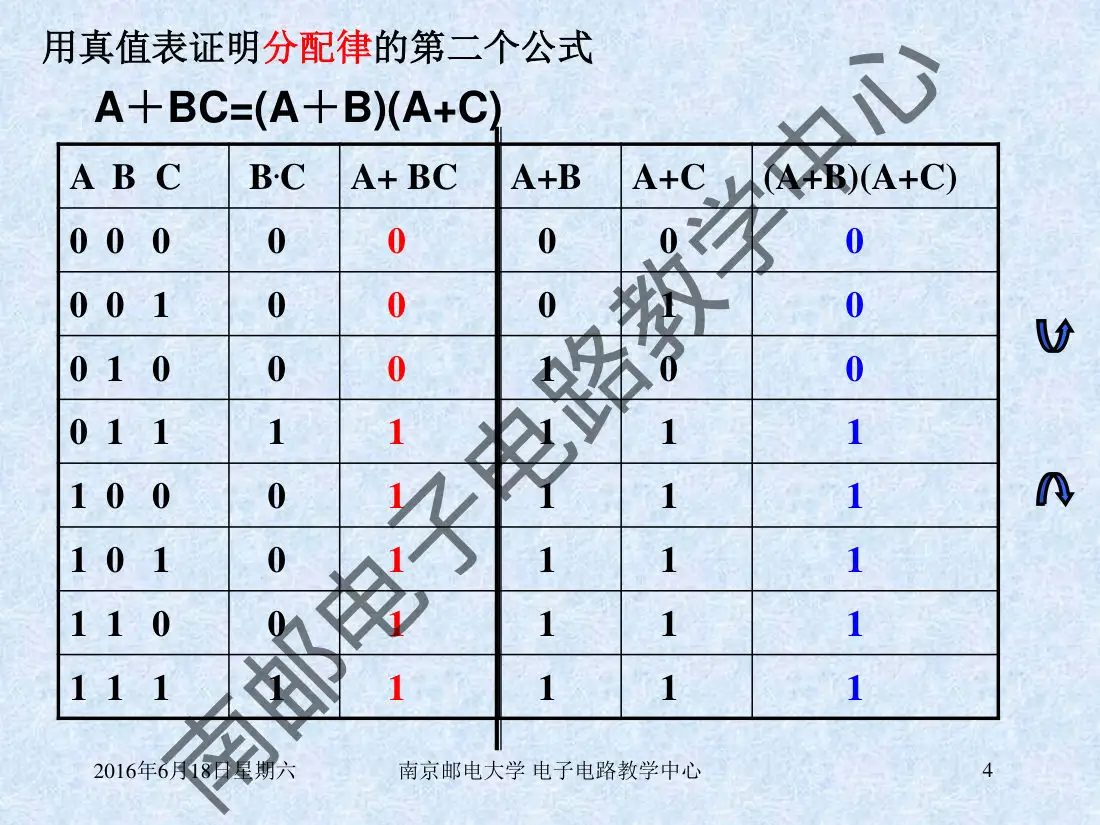 用真值表证明分配律的第二个公式
A＋BC=(A＋B)(A+C)
A B C B·C A+ BC A+B A+C (A+B)(A+C)
0 0 0 0 0 0 0 0
0 0 1 0 0 0 1 0
0 1 0 0 0 1 0 0
0 1 1 1 1 1 1 1
1 0 0 0 1 1 1 1
1 0 1 0 1 1 1 1
1 1 0 0 1 1 1 1
1 1 1 1 1 1 1 1
南邮电子电路教学中心
2016年6月18日星期六 南京邮电大学 电子电路教学中心 4